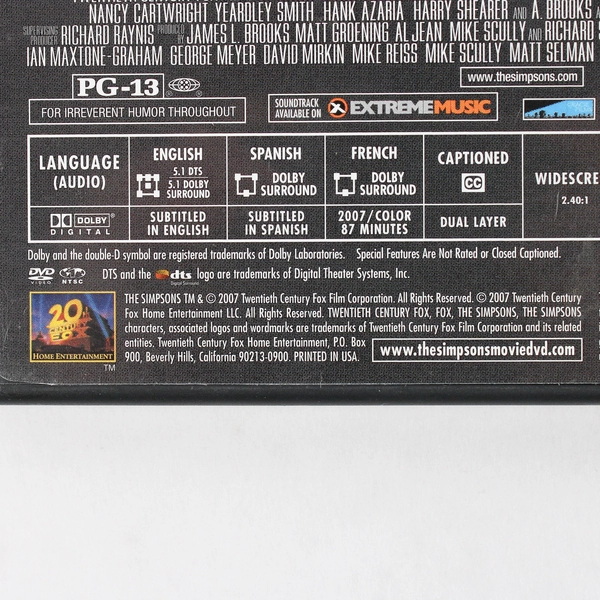 NANCY CARTWRIGHT YEARDLEY SMITH HANK AZARIA HARRY SHEARER AND A. BROOKS
SUPERVISING PRODUCER RICHARD RAYNIS PRODUCED BY JAMES L. BROOKS MATT GROENING AL JEAN MIKE SCULLY AND RICHARD
IAN MAXTONE-GRAHAM GEORGE MEYER DAVID MIRKIN MIKE REISS MIKE SCULLY MATT SELMAN
www.thesimpsons.com
PG-13
FOR IRREVERENT HUMOR THROUGHOUT
SOUNDTRACK
AVAILABLE ON
EXTREMEMUSIC
LANGUAGE
(AUDIO)
DOLBY
DIGITAL
ENGLISH
5.1 DTS
5.1 DOLBY
SURROUND
SUBTITLED
IN ENGLISH
SPANISH
DOLBY
SURROUND
SUBTITLED
IN SPANISH
FRENCH
DOLBY
SURROUND
2007/COLOR
87 MINUTES
CAPTIONED
CC
DUAL LAYER
WIDESCRE
2.40:1
Dolby and the double-D symbol are registered trademarks of Dolby Laboratories. Special Features Are Not Rated or Closed Captioned.
DVD VIDEO NTSC DTS and the dts Digital Surround logo are trademarks of Digital Theater Systems, Inc.
THE SIMPSONS TM & © 2007 Twentieth Century Fox Film Corporation. All Rights Reserved. © 2007 Twentieth Century
Fox Home Entertainment LLC. All Rights Reserved. TWENTIETH CENTURY FOX, FOX, THE SIMPSONS, THE SIMPSONS
characters, associated logos and wordmarks are trademarks of Twentieth Century Fox Film Corporation and its related
entities. Twentieth Century Fox Home Entertainment, P.O. Box
900, Beverly Hills, California 90213-0900. PRINTED IN USA.
www.thesimpsonsmoviedvd.com
20
CENTURY
FOX
HOME ENTERTAINMENT
TM